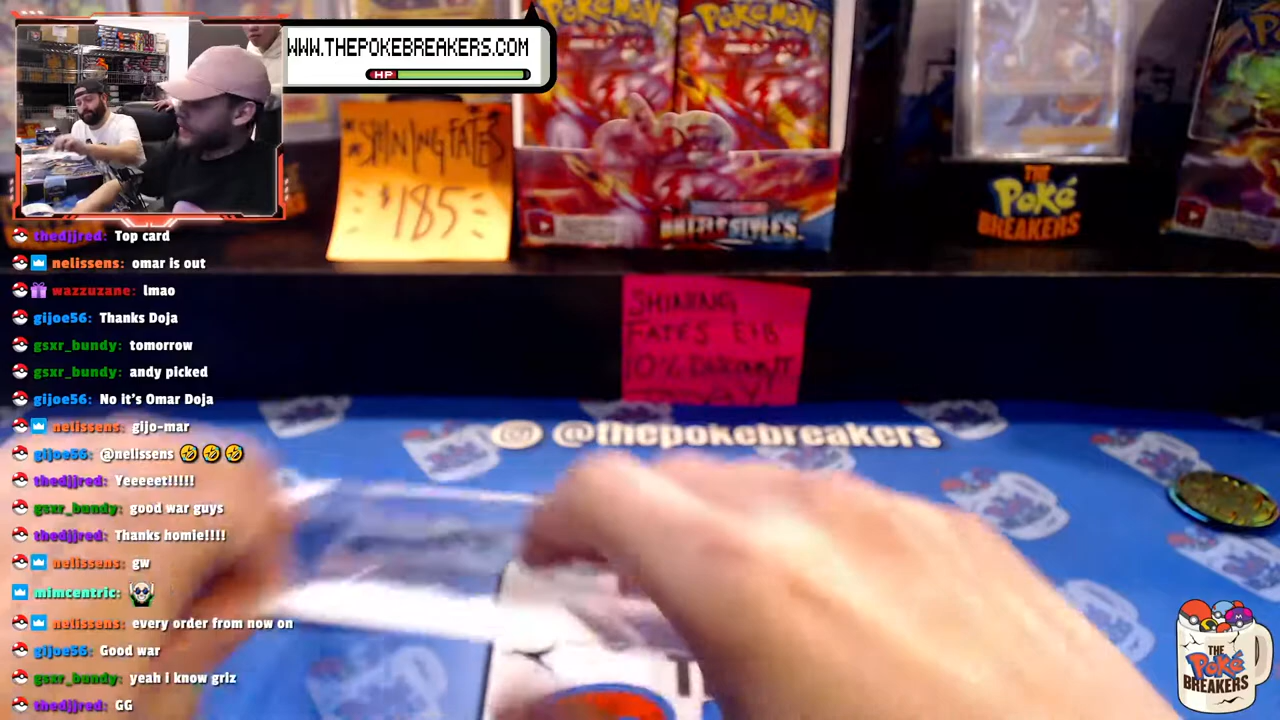 WWW.THEPOKEBREAKERS.COM
HP
POKéMON
POKéMON
SHINING FATES
$185
BATTLE STYLES
THE
Poké
BREAKERS
SHINING
FATES ETB
10% DISCOUNT
TODAY!
@thepokebreakers
thedjjred: Top card
nelissens: omar is out
wazzuzane: lmao
gijoe56: Thanks Doja
gsxr_bundy: tomorrow
gsxr_bundy: andy picked
gijoe56: No it's Omar Doja
nelissens: gijo-mar
gijoe56: @nelissens 🤣 🤣 🤣
thedjjred: Yeeeeet!!!!!
gsxr_bundy: good war guys
thedjjred: Thanks homie!!!!
nelissens: gw
mimcentric:
nelissens: every order from now on
gijoe56: Good war
gsxr_bundy: yeah i know griz
thedjjred: GG
THE
Poké
BREAKERS